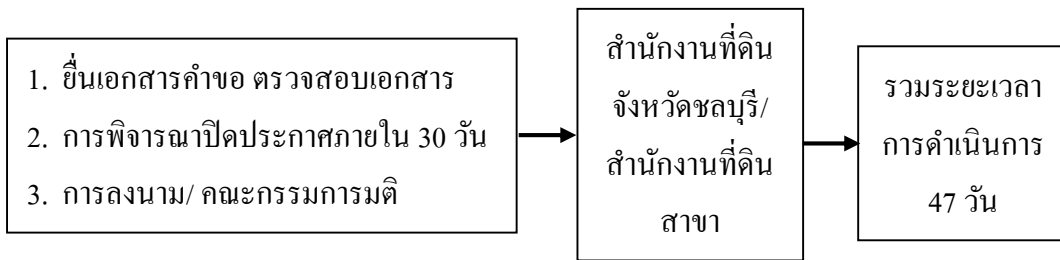 1. ยื่นเอกสารคำขอ ตรวจสอบเอกสาร
2. การพิจารณาปิดประกาศภายใน 30 วัน
3. การลงนาม/ คณะกรรมการมติ
สำนักงานที่ดิน
จังหวัดชลบุรี/
สำนักงานที่ดิน
สาขา
รวมระยะเวลา
การดำเนินการ
47 วัน